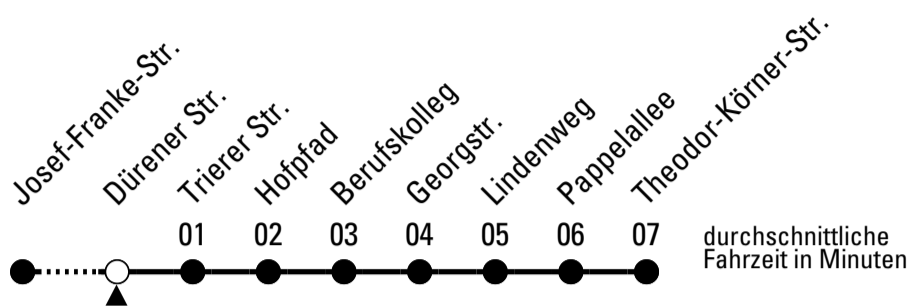 Josef-Franke-Str.
Dürener Str.
Trierer Str.
Hofpfad
Berufskolleg
Georgstr.
Lindenweg
Pappelallee
Theodor-Körner-Str.
01 02 03 04 05 06 07
durchschnittliche
Fahrzeit in Minuten